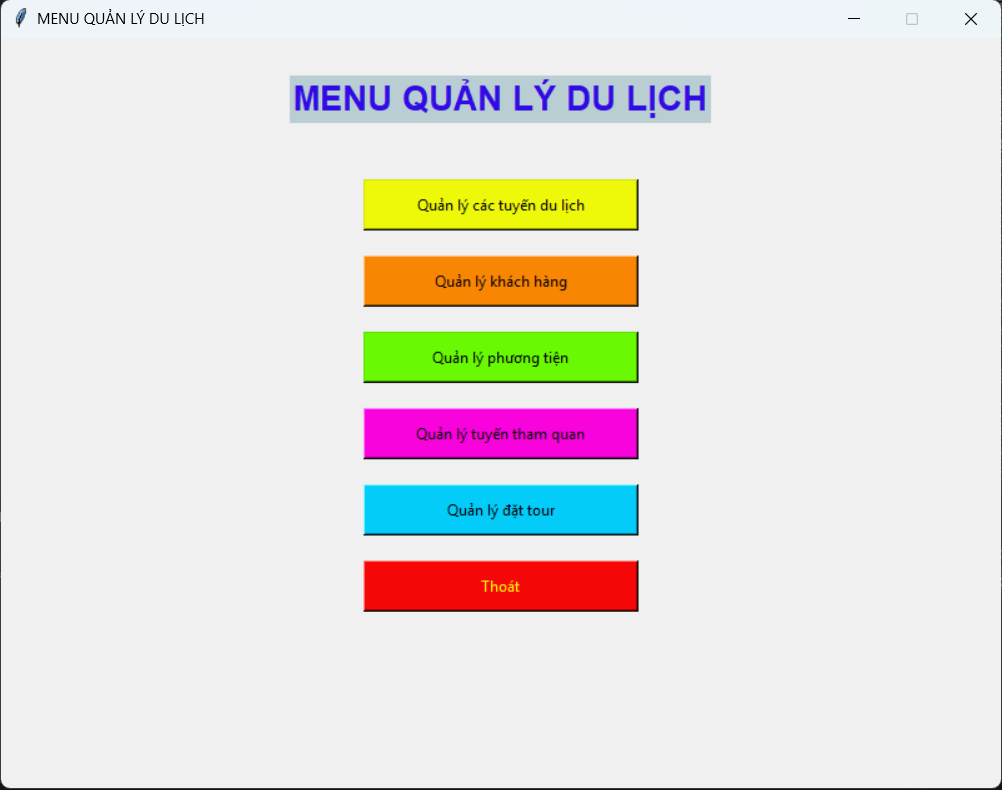 MENU QUẢN LÝ DU LỊCH
MENU QUẢN LÝ DU LỊCH
Quản lý các tuyến du lịch
Quản lý khách hàng
Quản lý phương tiện
Quản lý tuyến tham quan
Quản lý đặt tour
Thoát